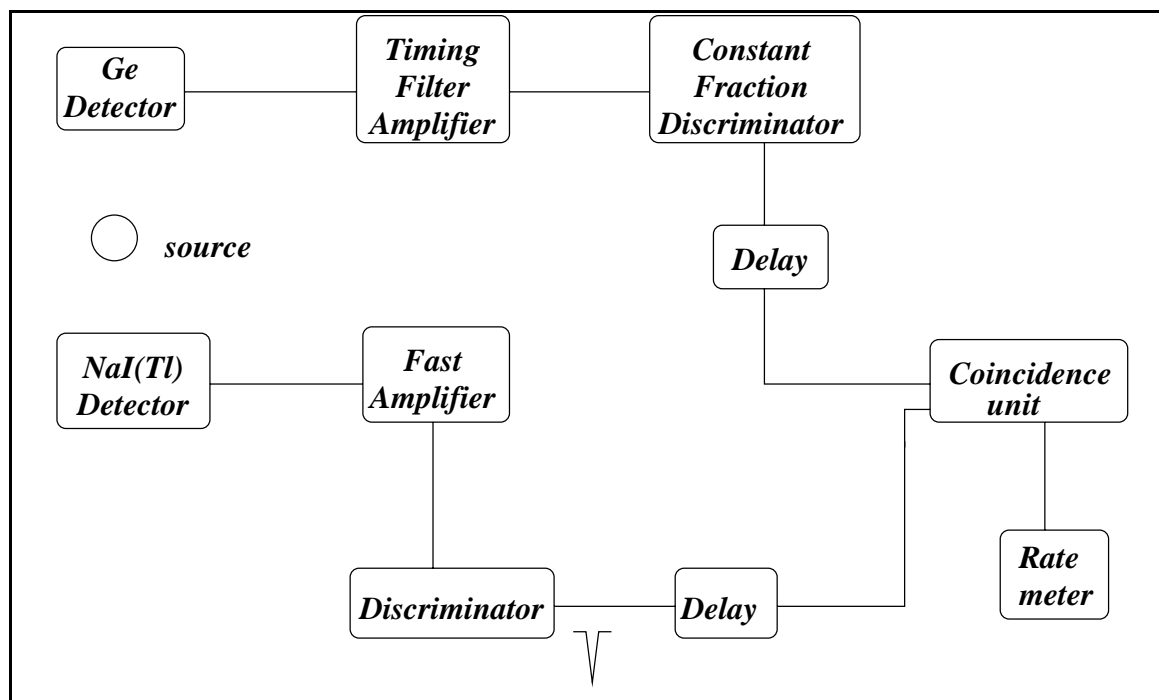 Ge
Detector
Timing
Filter
Amplifier
Constant
Fraction
Discriminator
source
Delay
NaI(Tl)
Detector
Fast
Amplifier
Coincidence
unit
Discriminator
Delay
Rate
meter